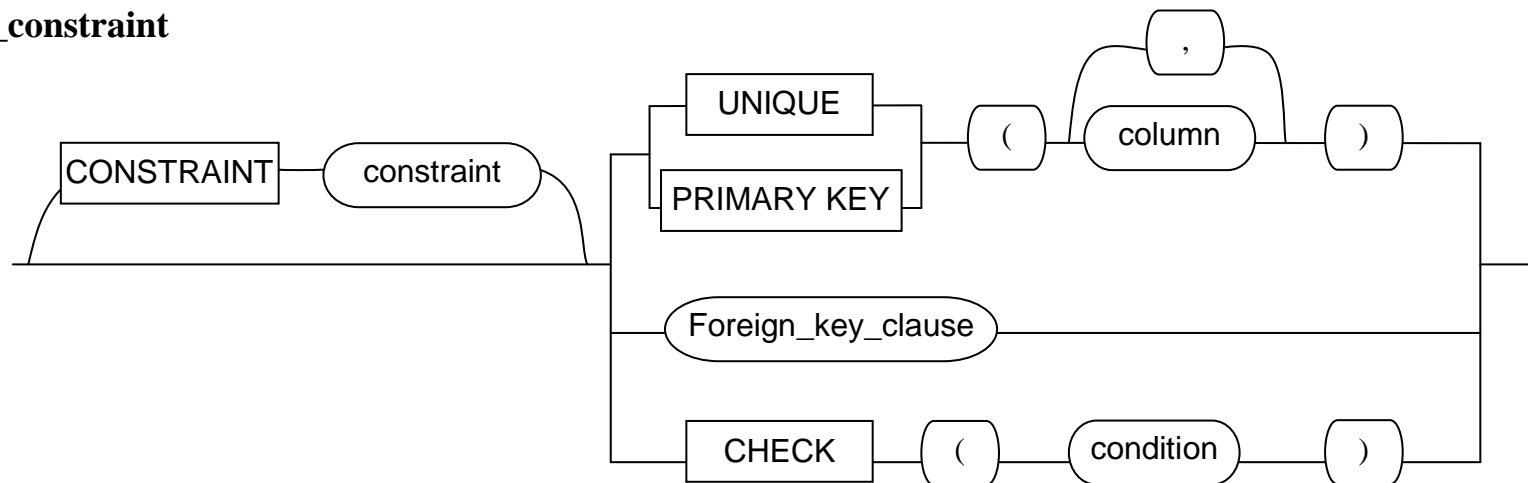 _constraint
,
UNIQUE ( column )
CONSTRAINT constraint
PRIMARY KEY
Foreign_key_clause
CHECK ( condition )